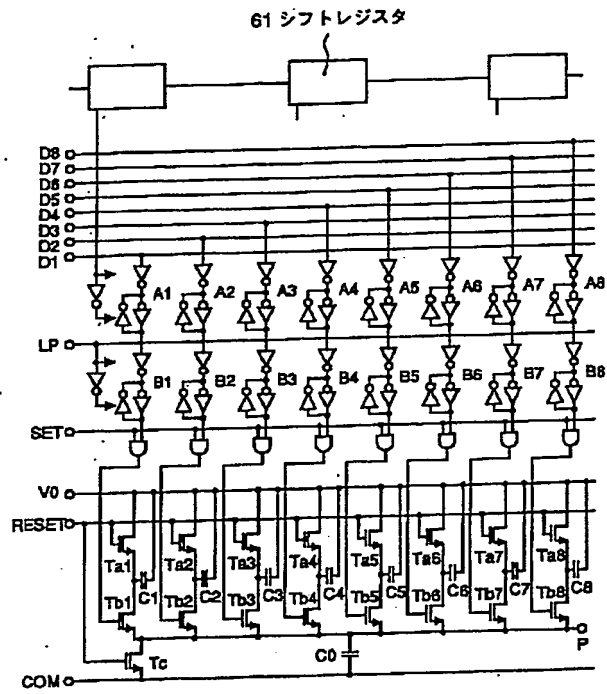 61 シフトレジスタ
D8
D7
D6
D5
D4
D3
D2
D1
A1 A2 A3 A4 A5 A6 A7 A8
LP
B1 B2 B3 B4 B5 B6 B7 B8
SET
V0
RESET
Ta1 Ta2 Ta3 Ta4 Ta5 Ta6 Ta7 Ta8
C1 C2 C3 C4 C5 C6 C7 C8
Tb1 Tb2 Tb3 Tb4 Tb5 Tb6 Tb7 Tb8
P
Tc C0
COM